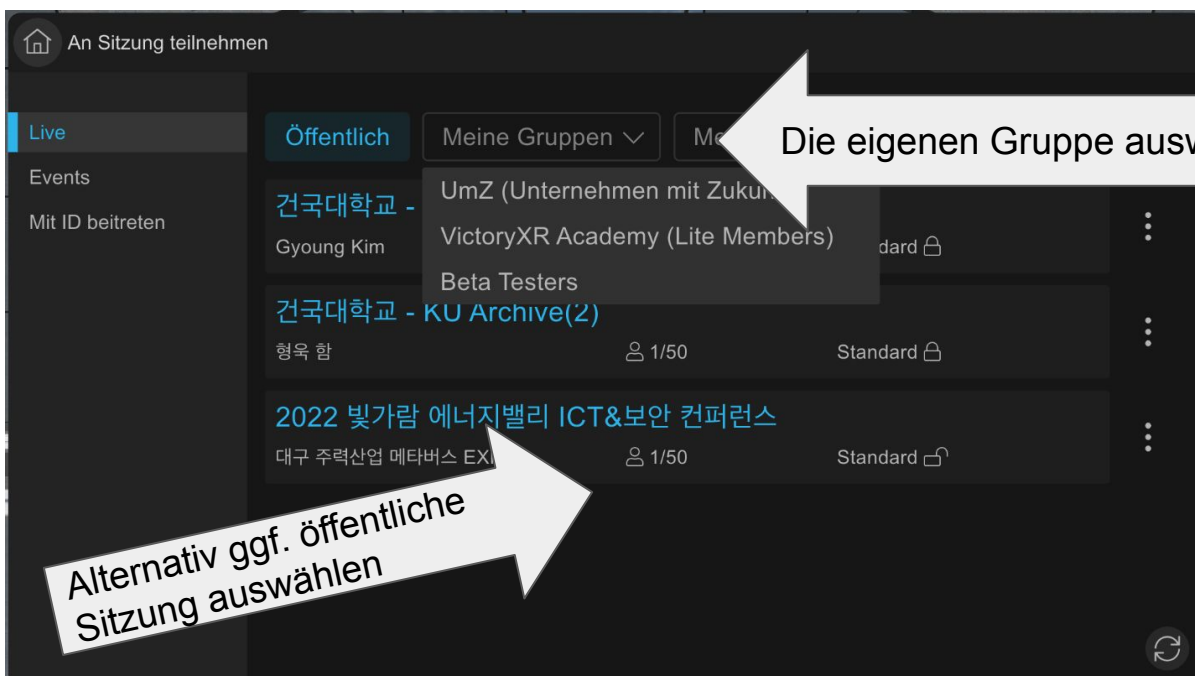 An Sitzung teilnehmen
Live
Events
Mit ID beitreten
Öffentlich
Meine Gruppen
Die eigenen Gruppe
UmZ (Unternehmen mit
VictoryXR Academy (Lite Members)
Beta Testers
건국대학교 -
Gyoung Kim
건국대학교 - KU Archive(2)
형욱 함 1/50 Standard
2022 빛가람 에너지밸리 ICT&보안 컨퍼런스
대구 주력산업 메타버스 1/50 Standard
Alternativ ggf. öffentliche
Sitzung auswählen